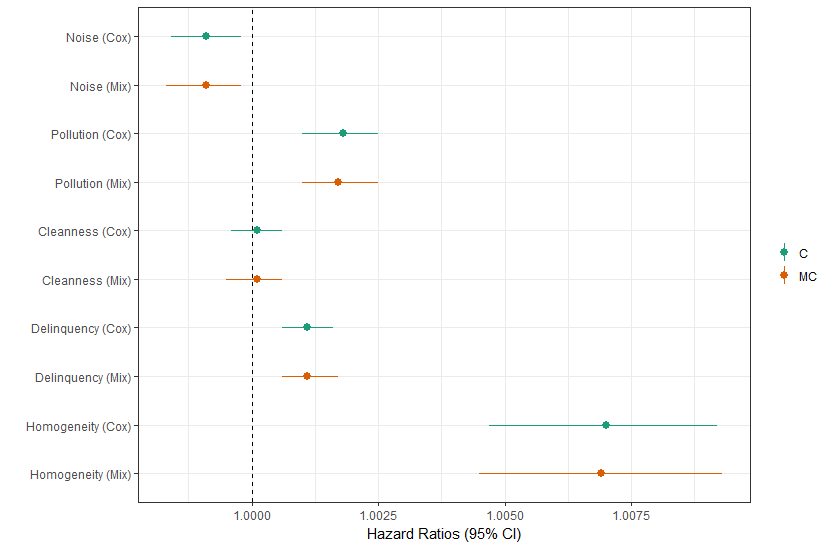 Noise (Cox)
Noise (Mix)
Pollution (Cox)
Pollution (Mix)
Cleanness (Cox)
Cleanness (Mix)
Delinquency (Cox)
Delinquency (Mix)
Homogeneity (Cox)
Homogeneity (Mix)
1.0000 1.0025 1.0050 1.0075
Hazard Ratios (95% CI)
C
MC